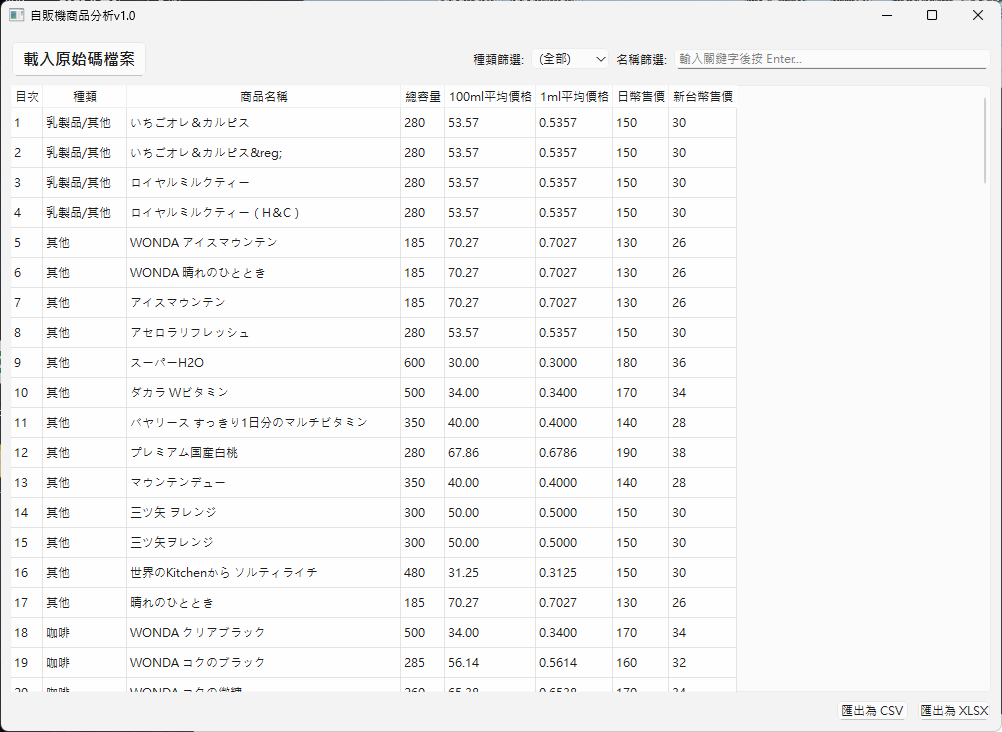 自販機商品分析v1.0
載入原始碼檔案 種類篩選: (全部) 名稱篩選: 輸入關鍵字後按 Enter...
目次 種類 商品名稱 總容量 100ml平均價格 1ml平均價格 日幣售價 新台幣售價
1 乳製品/其他 いちごオレ＆カルピス 280 53.57 0.5357 150 30
2 乳製品/其他 いちごオレ＆カルピス&reg; 280 53.57 0.5357 150 30
3 乳製品/其他 ロイヤルミルクティー 280 53.57 0.5357 150 30
4 乳製品/其他 ロイヤルミルクティー（H&C） 280 53.57 0.5357 150 30
5 其他 WONDA アイスマウンテン 185 70.27 0.7027 130 26
6 其他 WONDA 晴れのひととき 185 70.27 0.7027 130 26
7 其他 アイスマウンテン 185 70.27 0.7027 130 26
8 其他 アセロラリフレッシュ 280 53.57 0.5357 150 30
9 其他 スーパーH2O 600 30.00 0.3000 180 36
10 其他 ダカラ Wビタミン 500 34.00 0.3400 170 34
11 其他 バヤリース すっきり1日分のマルチビタミン 350 40.00 0.4000 140 28
12 其他 プレミアム国産白桃 280 67.86 0.6786 190 38
13 其他 マウンテンデュー 350 40.00 0.4000 140 28
14 其他 三ツ矢 ヲレンジ 300 50.00 0.5000 150 30
15 其他 三ツ矢ヲレンジ 300 50.00 0.5000 150 30
16 其他 世界のKitchenから ソルティライチ 480 31.25 0.3125 150 30
17 其他 晴れのひととき 185 70.27 0.7027 130 26
18 咖啡 WONDA クリアブラック 500 34.00 0.3400 170 34
19 咖啡 WONDA コクのブラック 285 56.14 0.5614 160 32
20 咖啡 WONDA コクの微糖 260 65.38 0.6538 170 34
匯出為 CSV 匯出為 XLSX